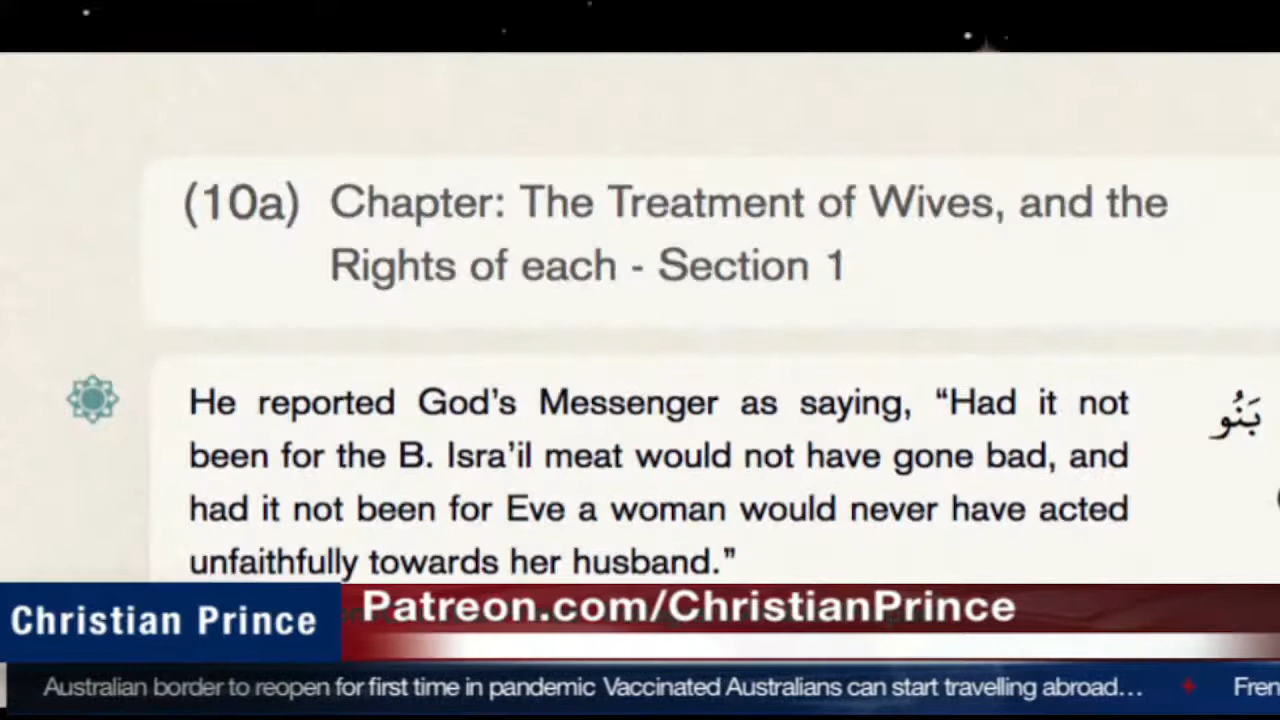 (10a) Chapter: The Treatment of Wives, and the
Rights of each - Section 1
He reported God's Messenger as saying, “Had it not
been for the B. Isra'il meat would not have gone bad, and
had it not been for Eve a woman would never have acted
unfaithfully towards her husband.”
بَنُو
Christian Prince
Patreon.com/ChristianPrince
Australian border to reopen for first time in pandemic Vaccinated Australians can start travelling abroad... Fren